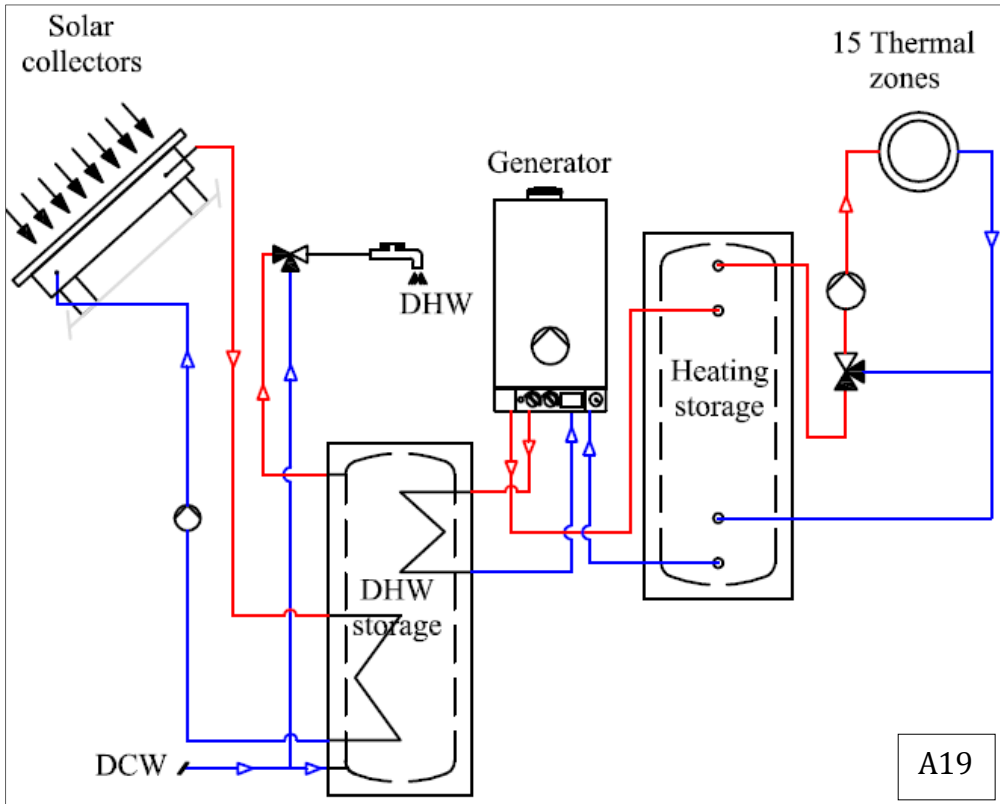 Solar
collectors
15 Thermal
zones
Generator
DHW
Heating
storage
DHW
storage
DCW
A19